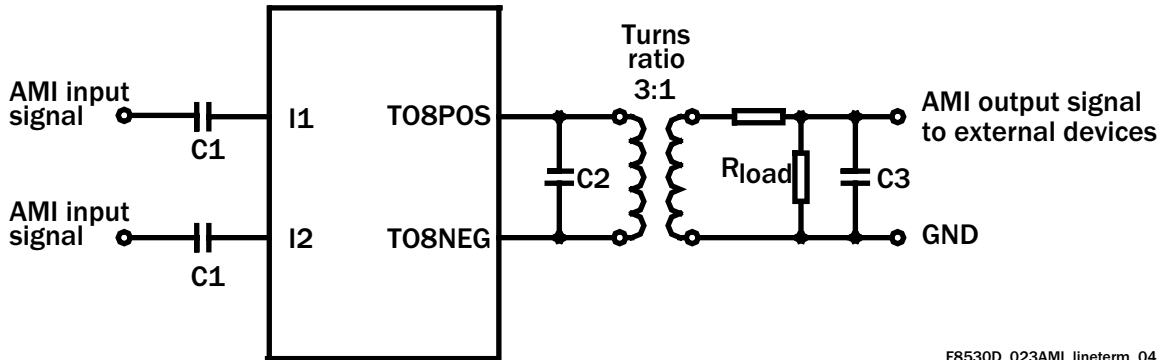 Turns
ratio
3:1
AMI input
signal
C1
I1
TO8POS
C2
Rload
C3
AMI output signal
to external devices
AMI input
signal
C1
I2
TO8NEG
GND
F8530D_023AMI_lineterm_04